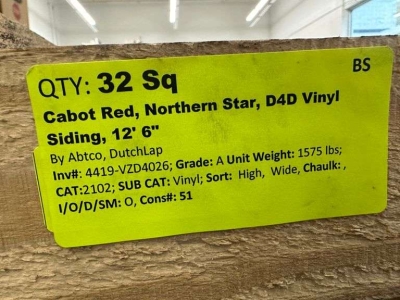 QTY: 32 Sq
BS
Cabot Red, Northern Star, D4D Vinyl
Siding, 12' 6"
By Abtco, DutchLap
Inv#: 4419-VZD4026; Grade: A Unit Weight: 1575 lbs;
CAT:2102; SUB CAT: Vinyl; Sort: High, Wide, Chaulk: ,
I/O/D/SM: O, Cons#: 51